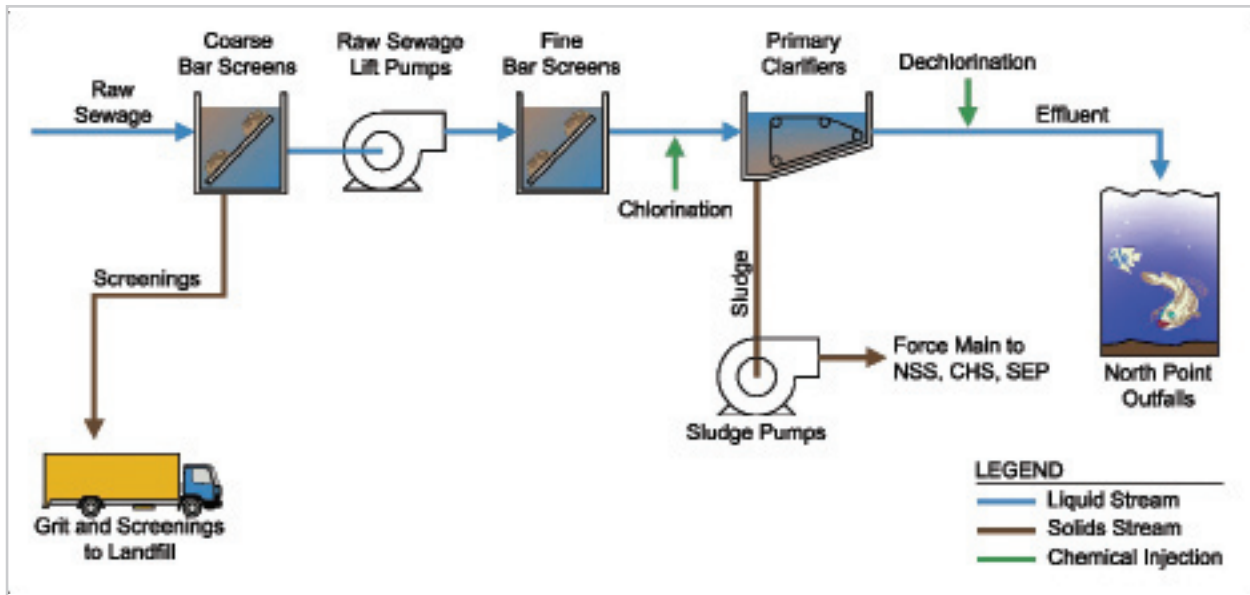 Coarse
Bar Screens
Raw Sewage
Lift Pumps
Fine
Bar Screens
Primary
Clarifiers
Dechlorination
Raw
Sewage
Effluent
Chlorination
Screenings
Sludge
Force Main to
NSS, CHS, SEP
North Point
Outfalls
Sludge Pumps
Grit and Screenings
to Landfill
LEGEND
Liquid Stream
Solids Stream
Chemical Injection